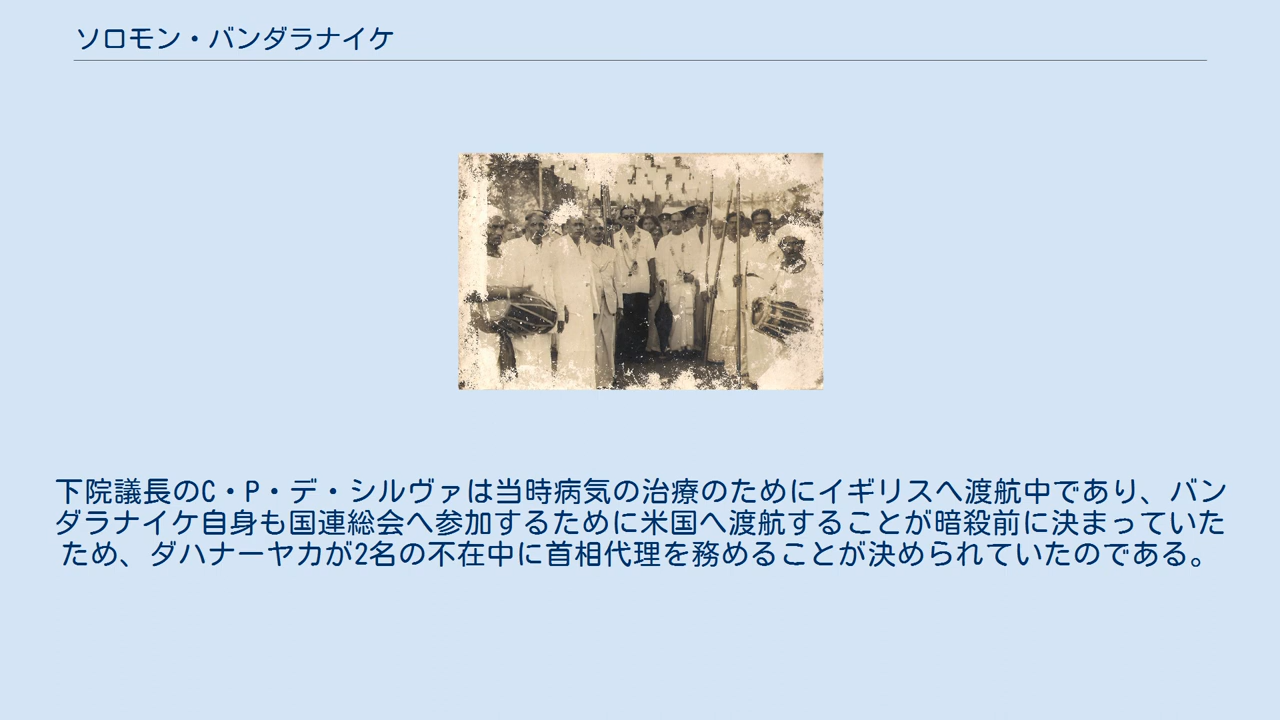 ソロモン・バンダラナイケ
下院議長のC・P・デ・シルヴァは当時病気の治療のためにイギリスへ渡航中であり、バン
ダラナイケ自身も国連総会へ参加するために米国へ渡航することが暗殺前に決まっていた
ため、ダハナーヤカが2名の不在中に首相代理を務めることが決められていたのである。